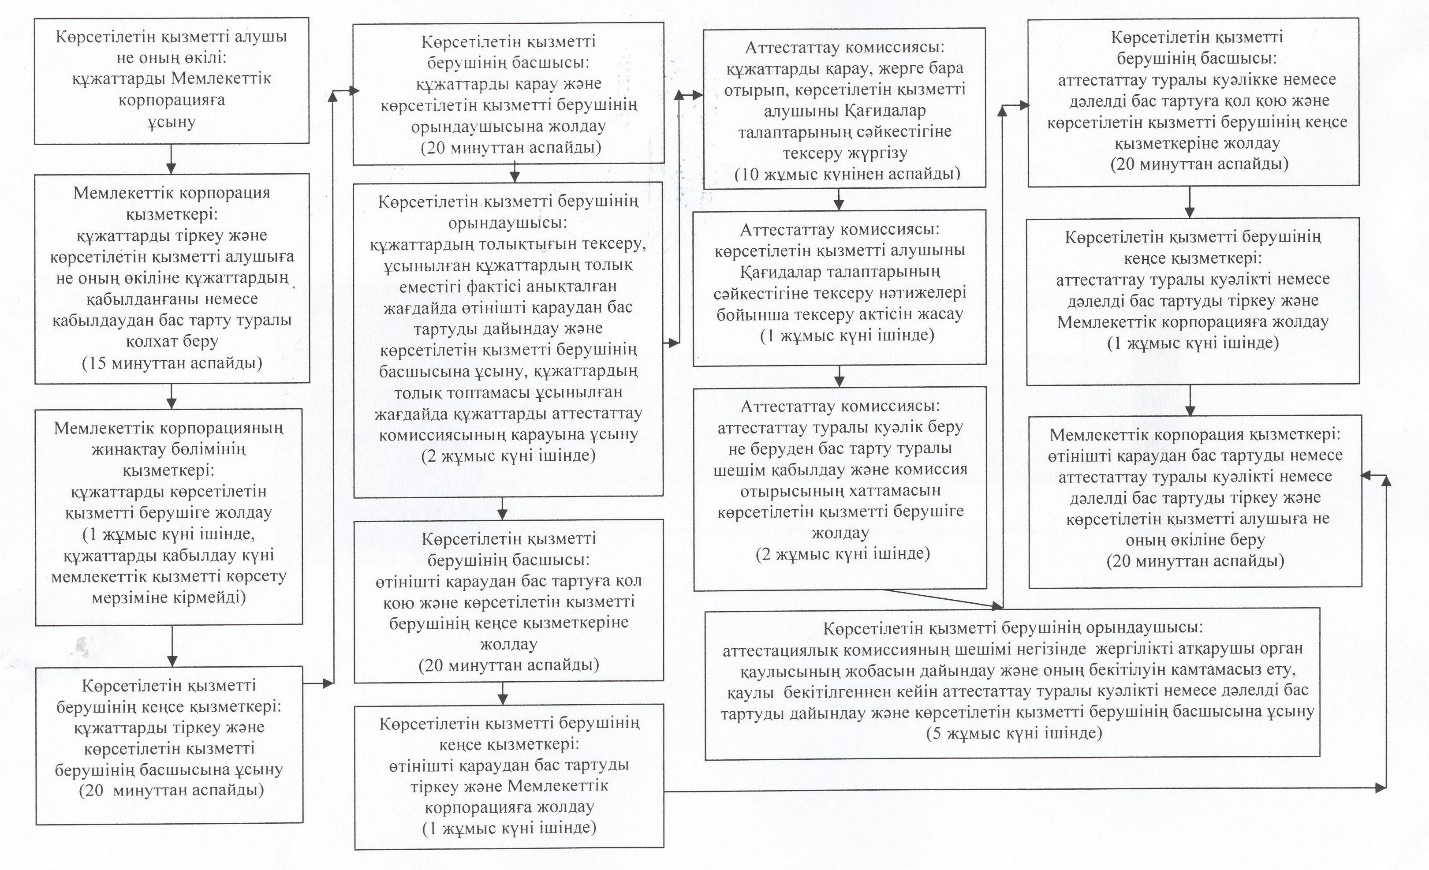 Көрсетілетін қызметті алушы
не оның өкілі:
құжаттарды Мемлекеттік
корпорацияға
ұсыну
Мемлекеттік корпорация
қызметкері:
құжаттарды тіркеу және
көрсетілетін қызметті алушыға
не оның өкіліне құжаттардың
қабылданғаны немесе
қабылдаудан бас тарту туралы
қолхат беру
(15 минуттан аспайды)
Мемлекеттік корпорацияның
жинақтау бөлімінің
қызметкері:
құжаттарды көрсетілетін
қызметті берушіге жолдау
(1 жұмыс күні ішінде,
құжаттарды қабылдау күні
мемлекеттік қызметті көрсету
мерзіміне кірмейді)
Көрсетілетін қызметті
берушінің кеңсе қызметкері:
құжаттарды тіркеу және
көрсетілетін қызметті
берушінің басшысына ұсыну
(20 минуттан аспайды)
Көрсетілетін қызметті
берушінің басшысы:
құжаттарды қарау және
көрсетілетін қызметті берушінің
орындаушысына жолдау
(20 минуттан аспайды)
Көрсетілетін қызметті берушінің
орындаушысы:
құжаттардың толықтығын тексеру,
ұсынылған құжаттардың толық
еместігі фактісі анықталған
жағдайда өтінішті қараудан бас
тартуды дайындау және
көрсетілетін қызметті берушінің
басшысына ұсыну, құжаттардың
толық топтамасы ұсынылған
жағдайда құжаттарды аттестаттау
комиссиясының қарауына ұсыну
(2 жұмыс күні ішінде)
Көрсетілетін қызметті
берушінің басшысы:
өтінішті қараудан бас тартуға қол
қою және көрсетілетін қызметті
берушінің кеңсе қызметкеріне
жолдау
(20 минуттан аспайды)
Көрсетілетін қызметті берушінің
кеңсе қызметкері:
өтінішті қараудан бас тартуды
тіркеу және Мемлекеттік
корпорацияға жолдау
(1 жұмыс күні ішінде)
Аттестаттау комиссиясы:
құжаттарды қарау, жерге бара
отырып, көрсетілетін қызметті
алушыны Қағидалар
талаптарының сәйкестігіне
тексеру жүргізу
(10 жұмыс күнінен аспайды)
Аттестаттау комиссиясы:
көрсетілетін қызметті алушыны
Қағидалар талаптарының
сәйкестігіне тексеру нәтижелері
бойынша тексеру актісін жасау
(1 жұмыс күні ішінде)
Аттестаттау комиссиясы:
аттестаттау туралы куәлік беру
не беруден бас тарту туралы
шешім қабылдау және комиссия
отырысының хаттамасын
көрсетілетін қызметті берушіге
жолдау
(2 жұмыс күні ішінде)
Көрсетілетін қызметті берушінің орындаушысы:
аттестациялық комиссияның шешімі негізінде жергілікті атқарушы орган
қаулысының жобасын дайындау және оның бекітілуін қамтамасыз ету,
қаулы бекітілгеннен кейін аттестаттау туралы куәлікті немесе дәлелді бас
тартуды дайындау және көрсетілетін қызметті берушінің басшысына ұсыну
(5 жұмыс күні ішінде)
Көрсетілетін қызметті
берушінің басшысы:
аттестаттау туралы куәлікке немесе
дәлелді бас тартуға қол қою және
көрсетілетін қызметті берушінің кеңсе
қызметкеріне жолдау
(20 минуттан аспайды)
Көрсетілетін қызметті берушінің
кеңсе қызметкері:
аттестаттау туралы куәлікті немесе
дәлелді бас тартуды тіркеу және
Мемлекеттік корпорацияға жолдау
(1 жұмыс күні ішінде)
Мемлекеттік корпорация қызметкері:
өтінішті қараудан бас тартуды немесе
аттестаттау туралы куәлікті немесе
дәлелді бас тартуды тіркеу және
көрсетілетін қызметті алушыға не
оның өкіліне беру
(20 минуттан аспайды)